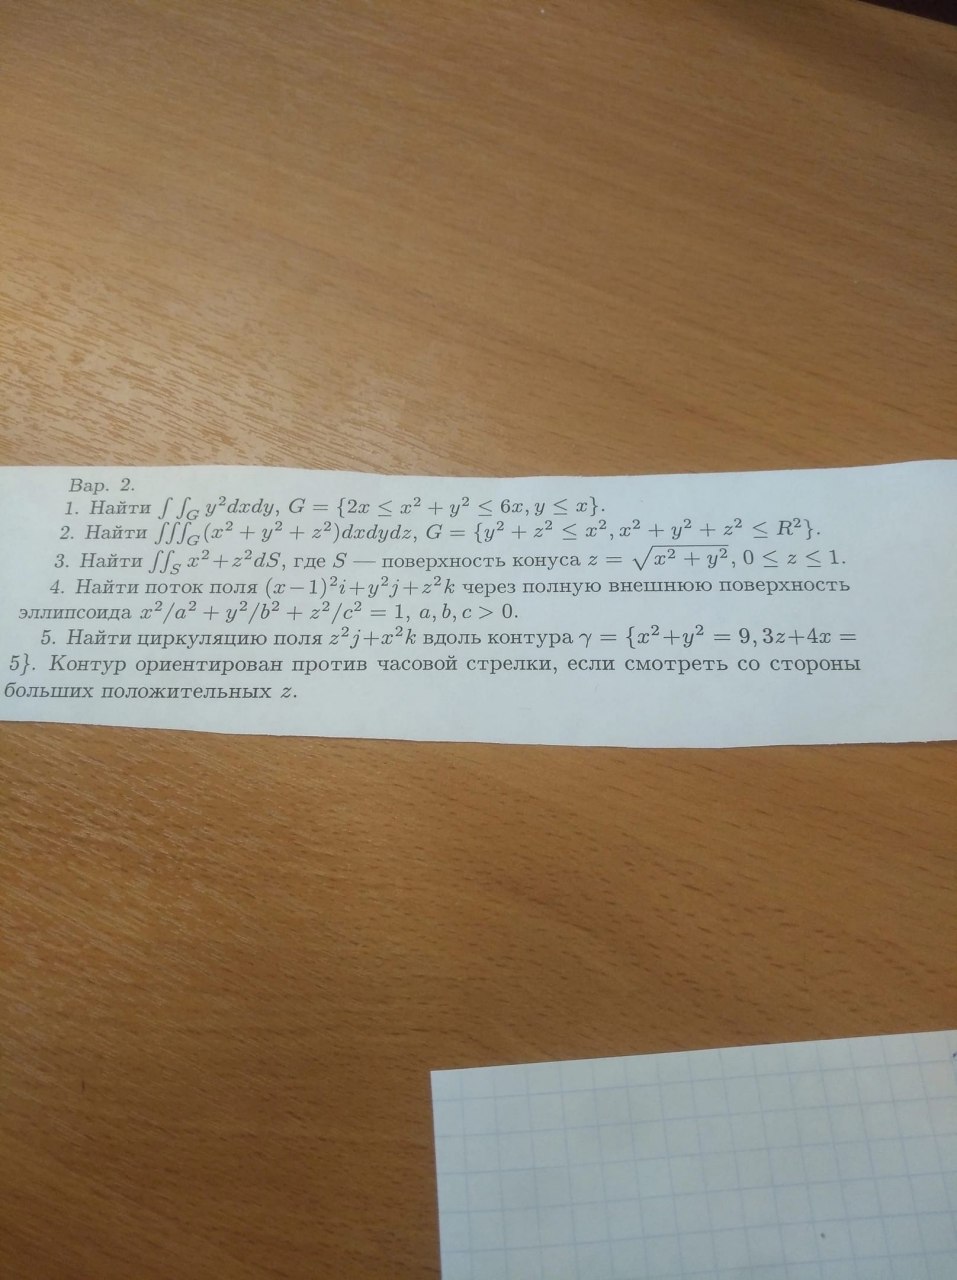 Вар. 2.
1. Найти ∫∫_G y²dxdy, G = {2x ≤ x² + y² ≤ 6x, y ≤ x}.
2. Найти ∫∫∫_G (x² + y² + z²)dxdydz, G = {y² + z² ≤ x², x² + y² + z² ≤ R²}.
3. Найти ∫∫_S x² + z²dS, где S — поверхность конуса z = √(x² + y²), 0 ≤ z ≤ 1.
4. Найти поток поля (x − 1)²i + y²j + z²k через полную внешнюю поверхность
эллипсоида x²/a² + y²/b² + z²/c² = 1, a, b, c > 0.
5. Найти циркуляцию поля z²j + x²k вдоль контура γ = {x² + y² = 9, 3z + 4x =
5}. Контур ориентирован против часовой стрелки, если смотреть со стороны
больших положительных z.